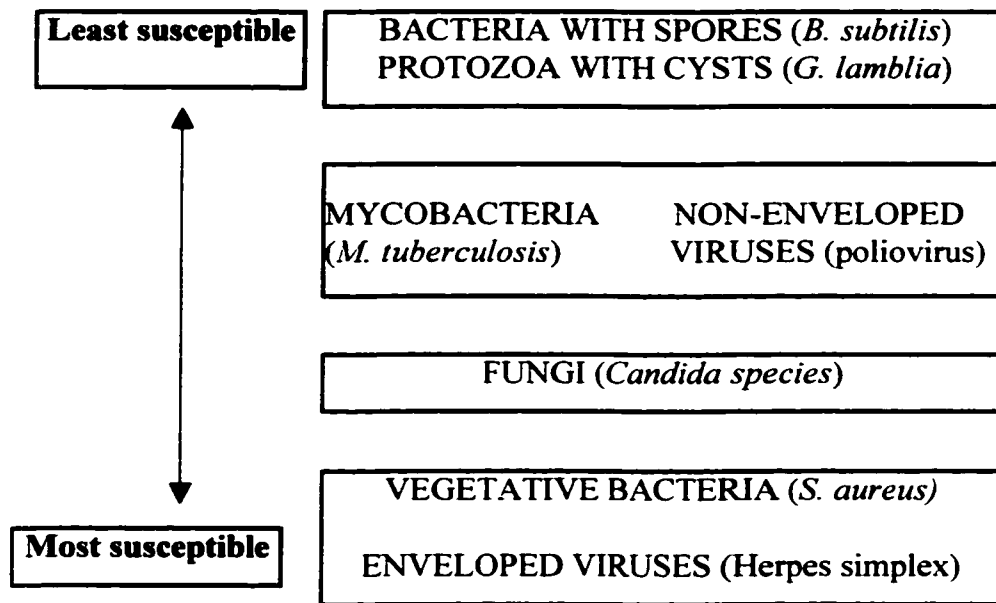 Least susceptible
BACTERIA WITH SPORES (B. subtilis)
PROTOZOA WITH CYSTS (G. lamblia)
MYCOBACTERIA
(M. tuberculosis)
NON-ENVELOPED
VIRUSES (poliovirus)
FUNGI (Candida species)
VEGETATIVE BACTERIA (S. aureus)
Most susceptible
ENVELOPED VIRUSES (Herpes simplex)